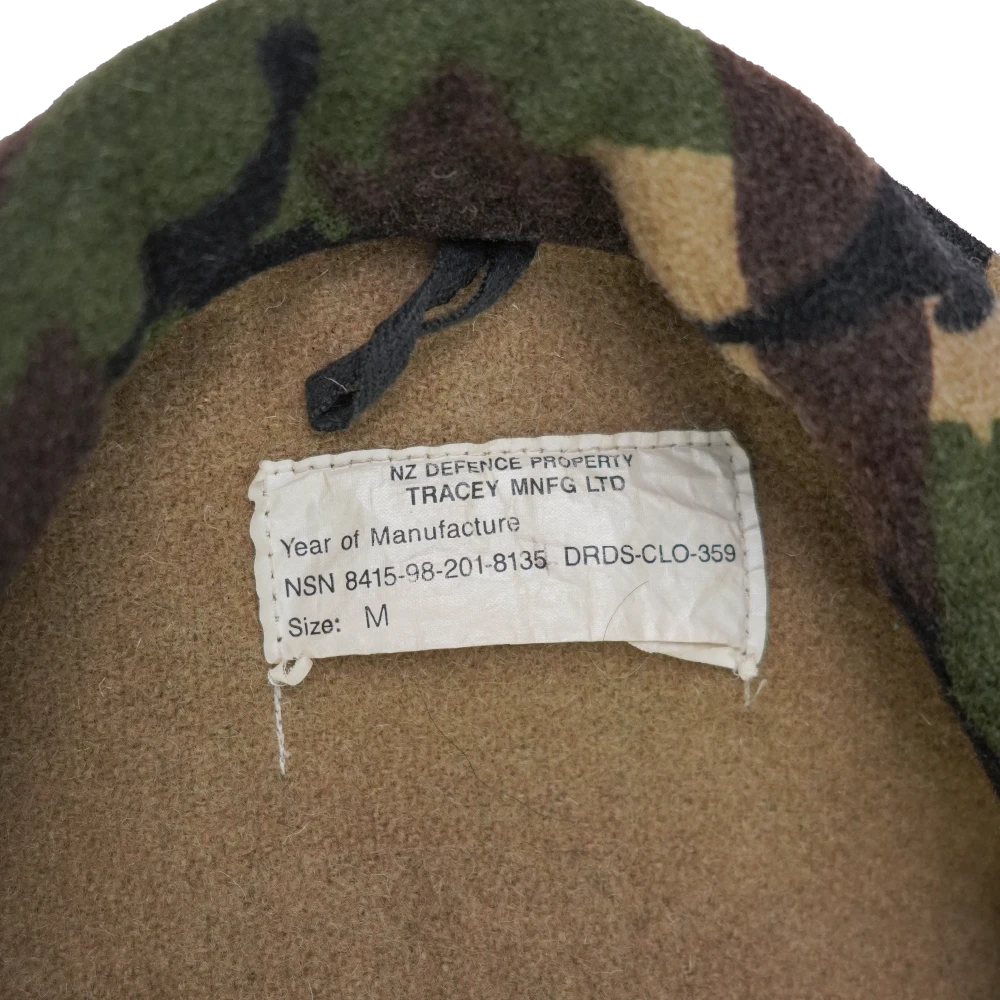 NZ DEFENCE PROPERTY
TRACEY MNFG LTD
Year of Manufacture
NSN 8415-98-201-8135 DRDS-CLO-359
Size: M